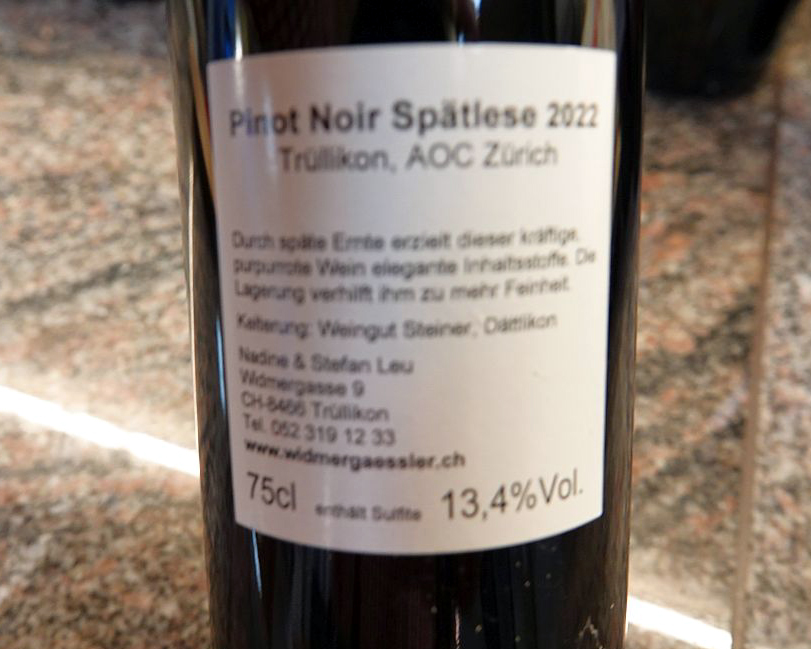 Pinot Noir Spätlese 2022
Trüllikon, AOC Zürich
Durch späte Ernte erzielt dieser kräftige,
purpurrote Wein elegante Inhaltsstoffe. Die
Lagerung verhilft ihm zu mehr Feinheit.
Kelterung: Weingut Steiner, Dättlikon
Nadine & Stefan Leu
Widmergasse 9
CH-8466 Trüllikon
Tel. 052 319 12 33
www.widmergaessler.ch
75cl enthält Sulfite 13,4%Vol.